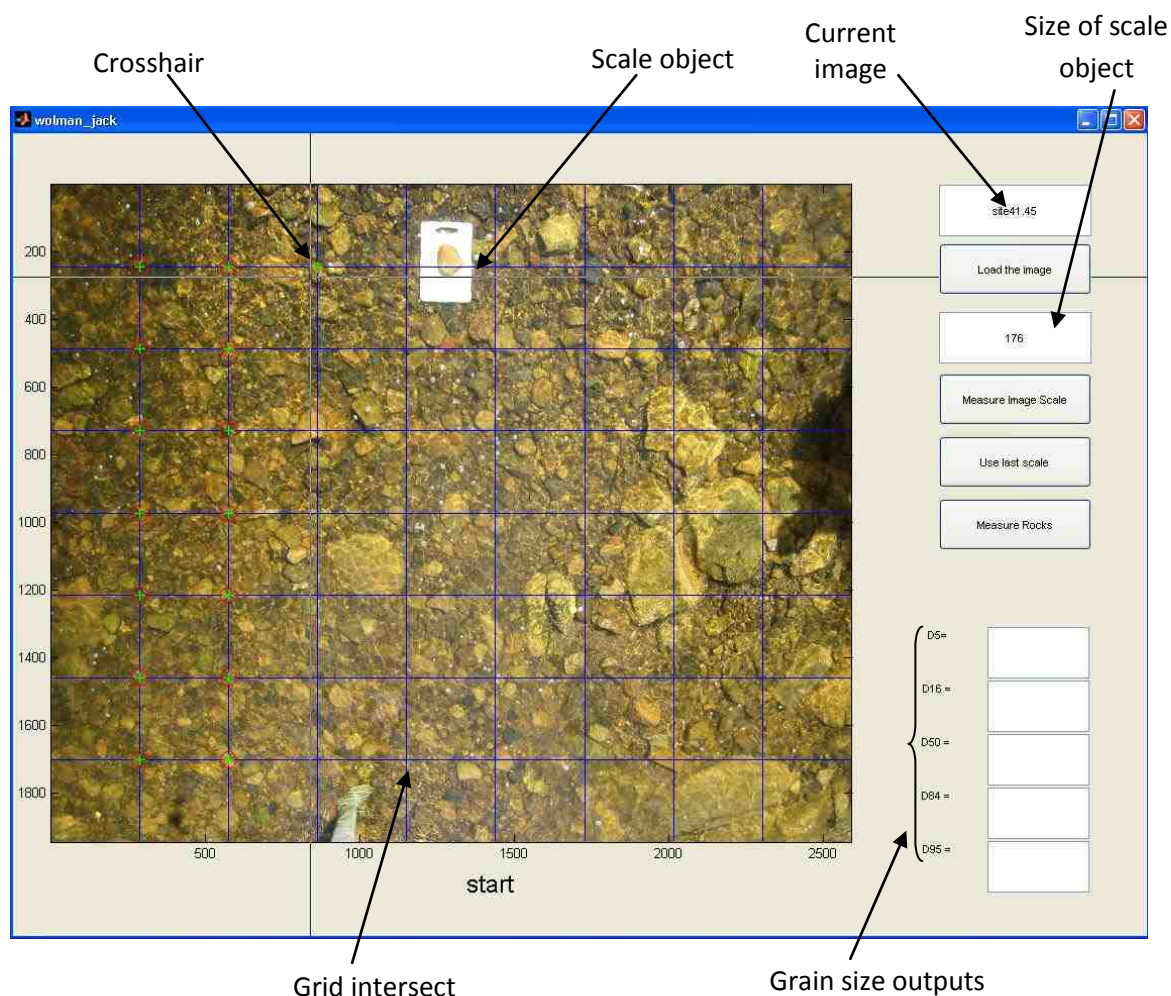 Crosshair
Scale object
Current
image
Size of scale
object
wolman_jack
site41.45
Load the image
176
Measure Image Scale
Use last scale
Measure Rocks
200
400
600
800
1000
1200
1400
1600
1800
500
1000
1500
2000
2500
start
D5=
D16 =
D50 =
D84 =
D95 =
Grid intersect
Grain size outputs